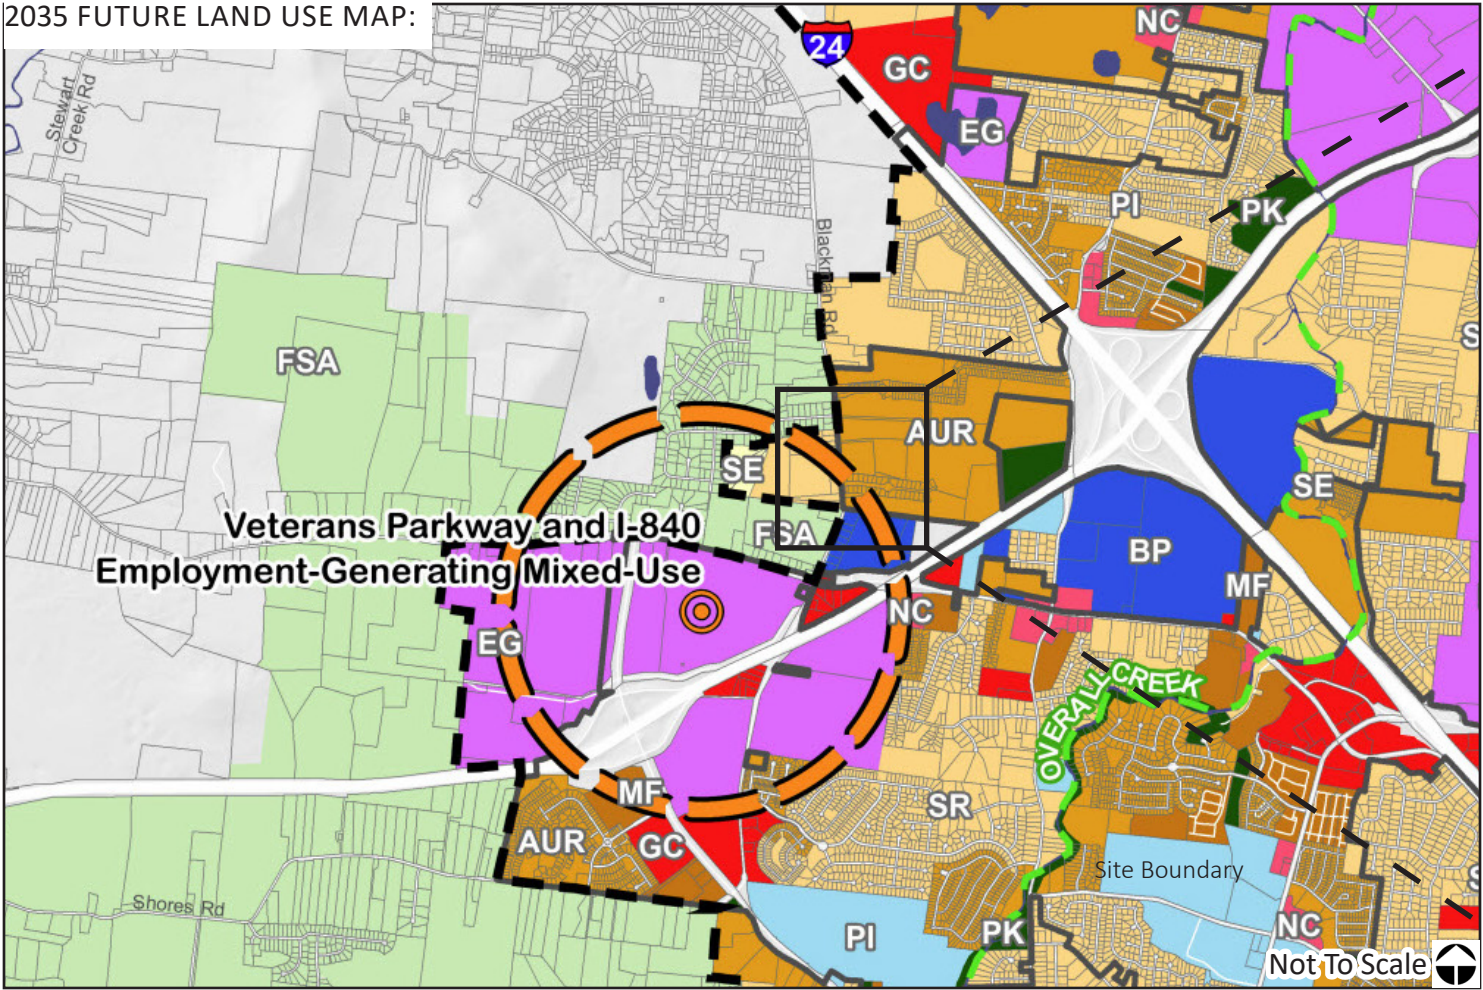 2035 FUTURE LAND USE MAP:
NC
24
GC
Stewart
Creek Rd
EG
PI
PK
Blackman Rd
FSA
AUR
SE
SE
Veterans Parkway and I-840
Employment-Generating Mixed-Use
FSA
BP
MF
NC
EG
OVERALL CREEK
MF
SR
AUR
GC
Site Boundary
Shores Rd
PI
PK
NC
Not To Scale